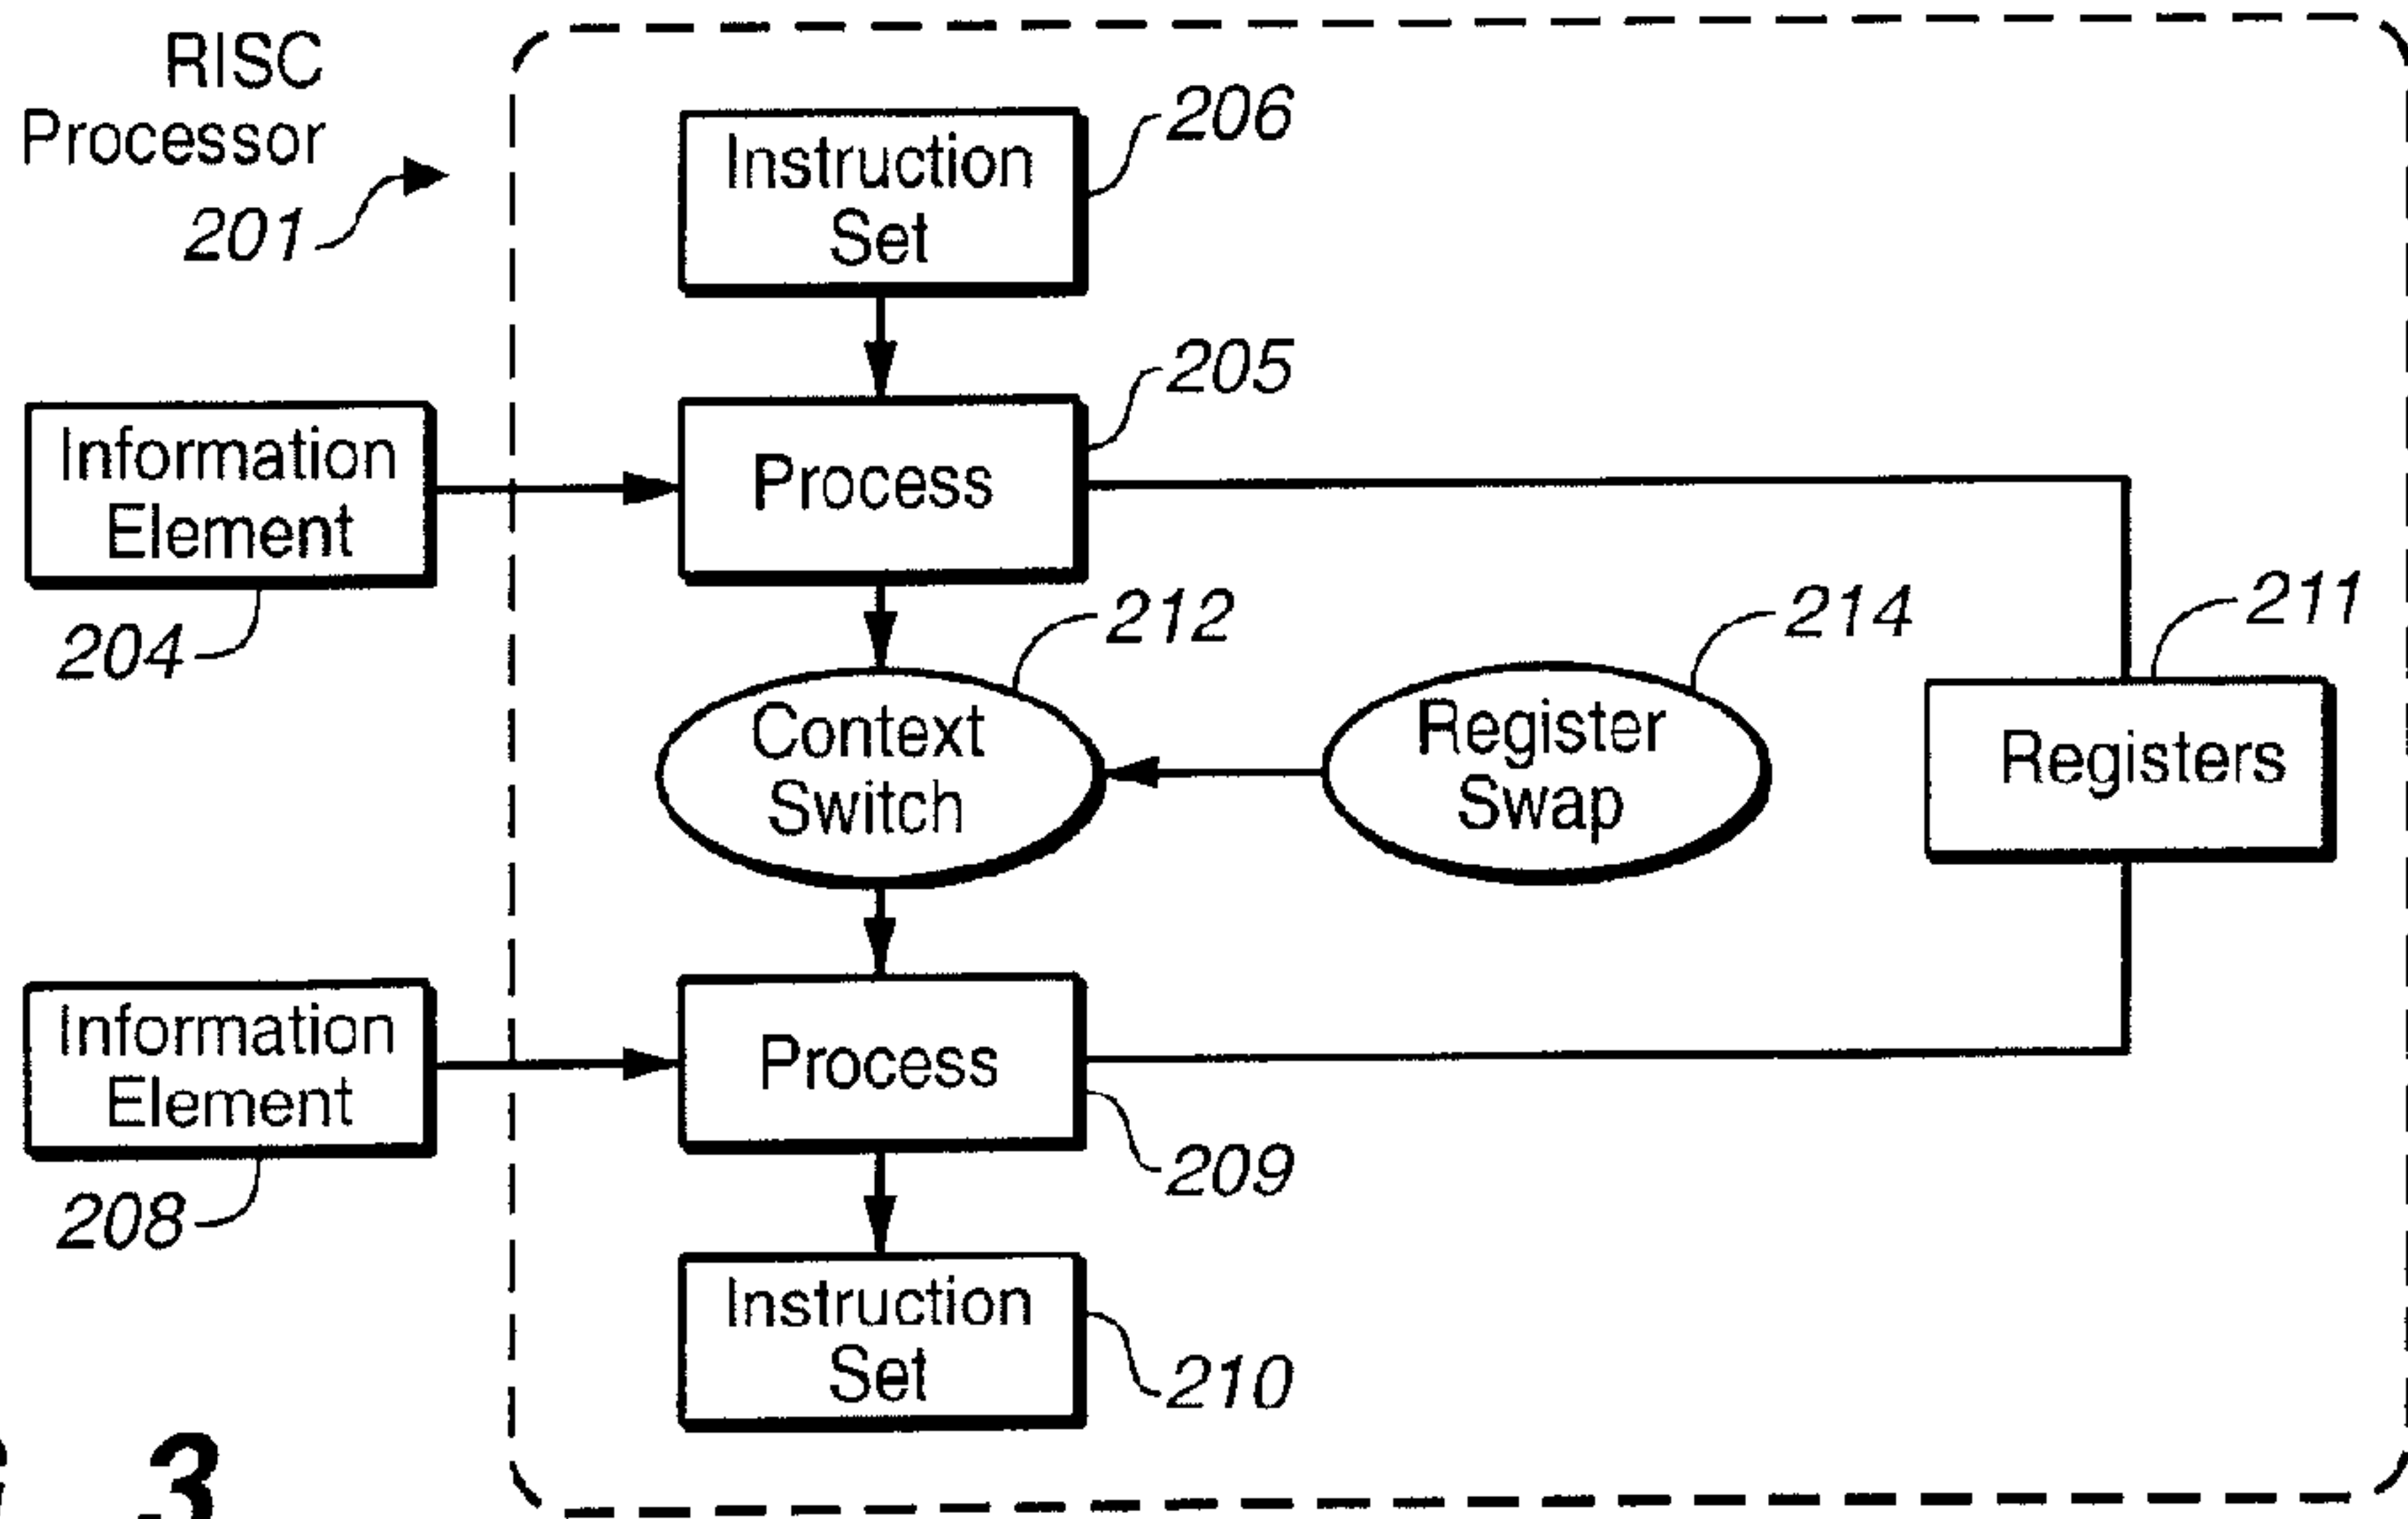 RISC
Processor
201
Instruction
Set
206
Information
Element
204
Process
205
Context
Switch
212
Register
Swap
214
Registers
211
Information
Element
208
Process
209
Instruction
Set
210
3